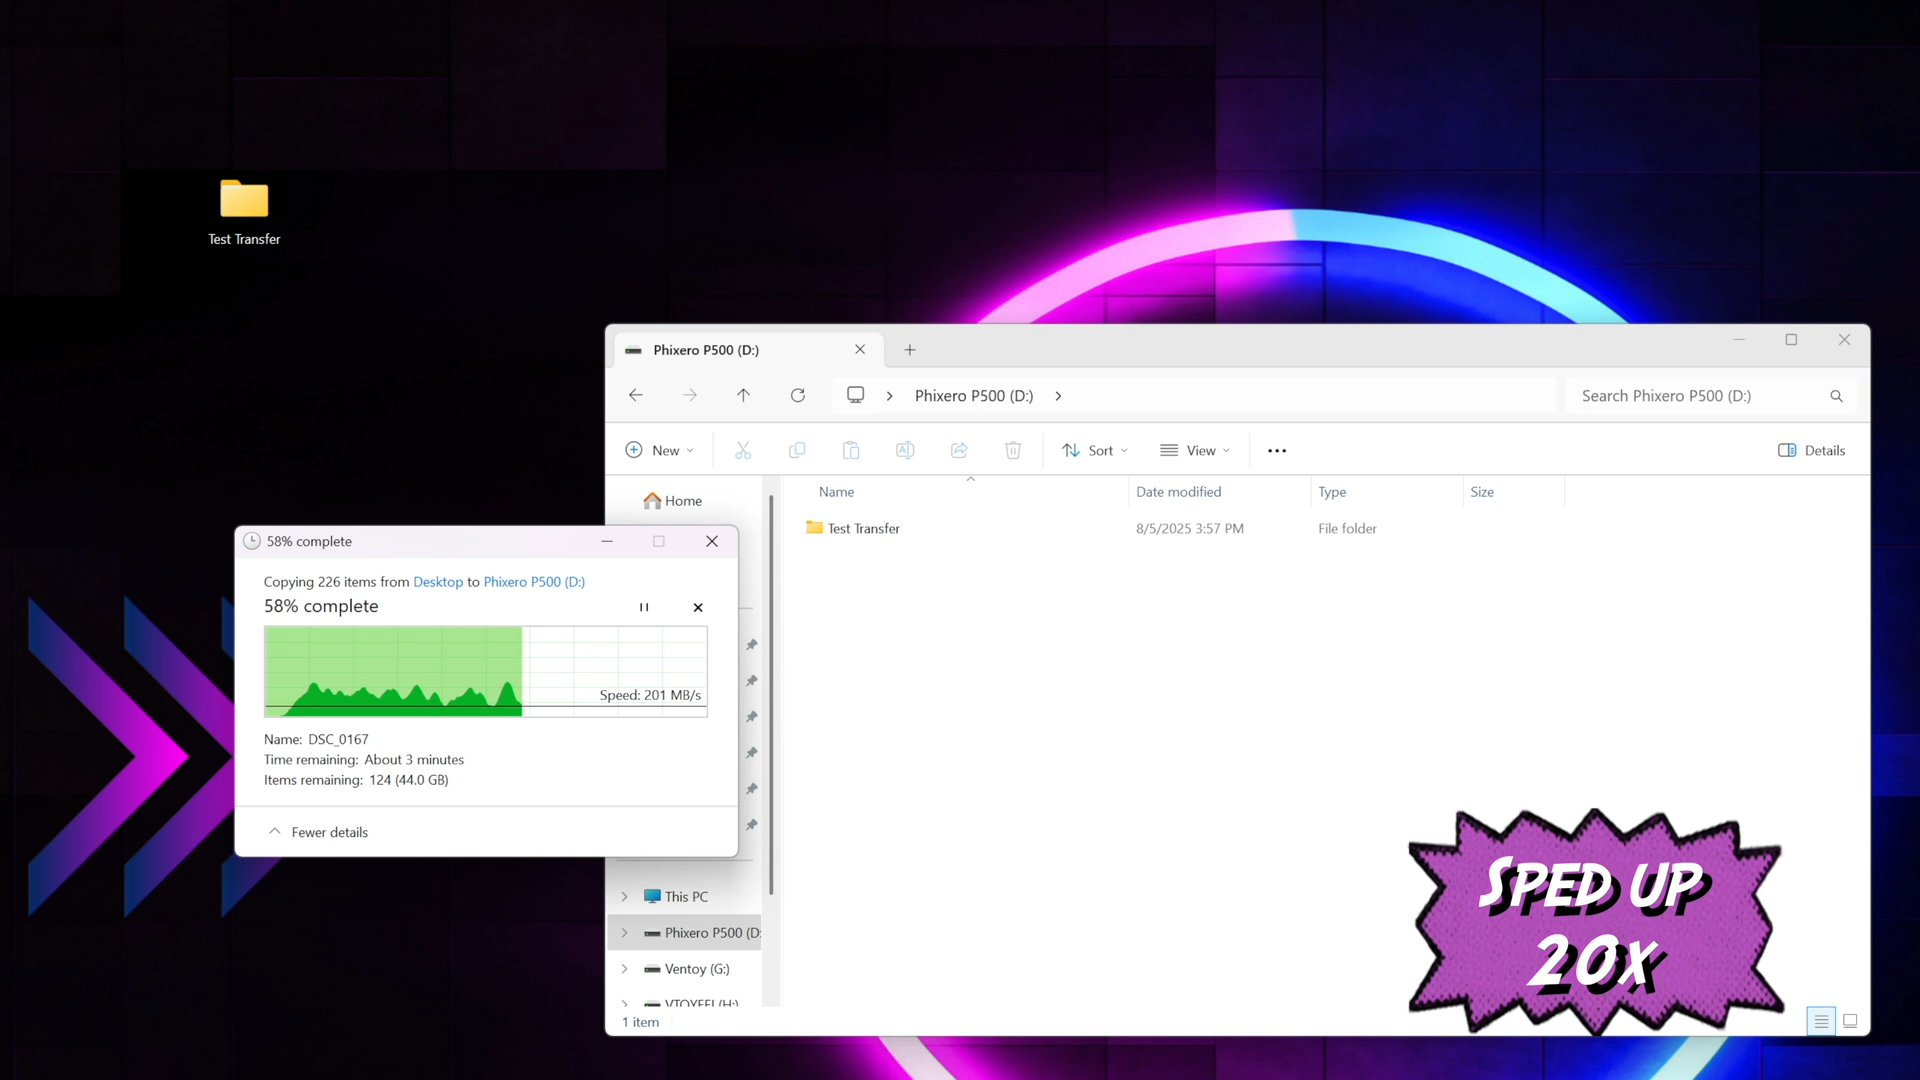 Test Transfer
Phixero P500 (D:)
Phixero P500 (D:)
Search Phixero P500 (D:)
New
Sort
View
Details
Home
Name
Date modified
Type
Size
Test Transfer
8/5/2025 3:57 PM
File folder
58% complete
Copying 226 items from Desktop to Phixero P500 (D:)
58% complete
Speed: 201 MB/s
Name: DSC_0167
Time remaining: About 3 minutes
Items remaining: 124 (44.0 GB)
Fewer details
This PC
Phixero P500 (D:
Ventoy (G:)
VTOYEFI (H:)
1 item
SPED UP
20X